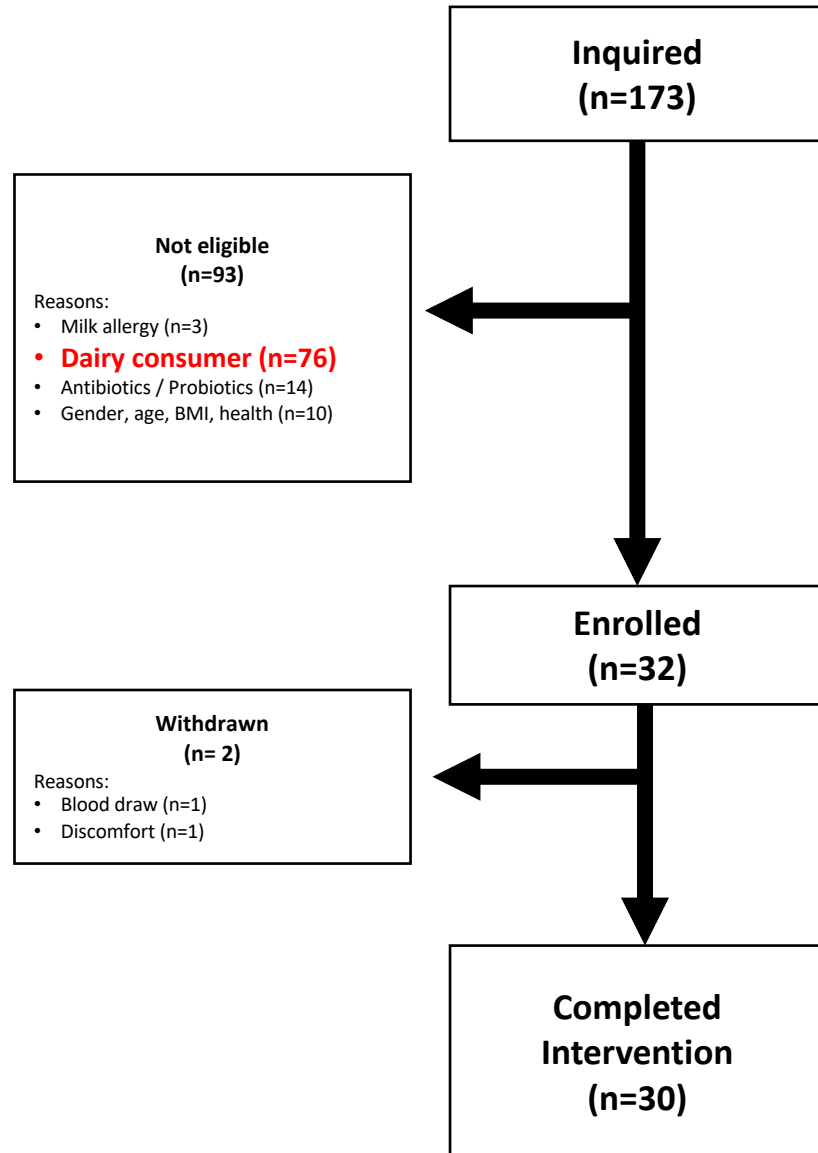 Inquired
(n=173)
Not eligible
(n=93)
Reasons:
• Milk allergy (n=3)
• Dairy consumer (n=76)
• Antibiotics / Probiotics (n=14)
• Gender, age, BMI, health (n=10)
Enrolled
(n=32)
Withdrawn
(n= 2)
Reasons:
• Blood draw (n=1)
• Discomfort (n=1)
Completed
Intervention
(n=30)